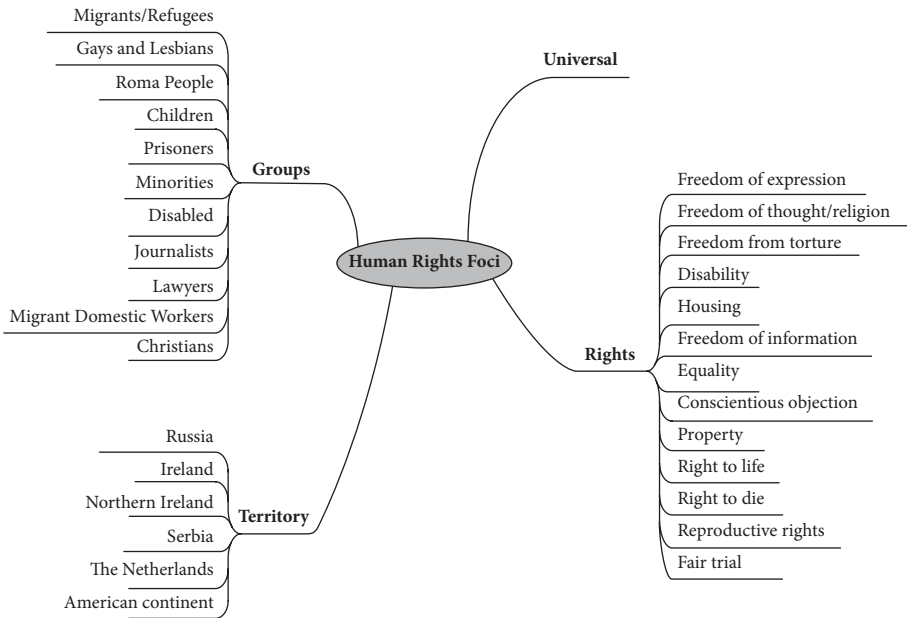 Migrants/Refugees
Gays and Lesbians
Roma People
Children
Prisoners
Minorities
Disabled
Journalists
Lawyers
Migrant Domestic Workers
Christians
Groups
Russia
Ireland
Northern Ireland
Serbia
The Netherlands
American continent
Territory
Human Rights Foci
Universal
Rights
Freedom of expression
Freedom of thought/religion
Freedom from torture
Disability
Housing
Freedom of information
Equality
Conscientious objection
Property
Right to life
Right to die
Reproductive rights
Fair trial